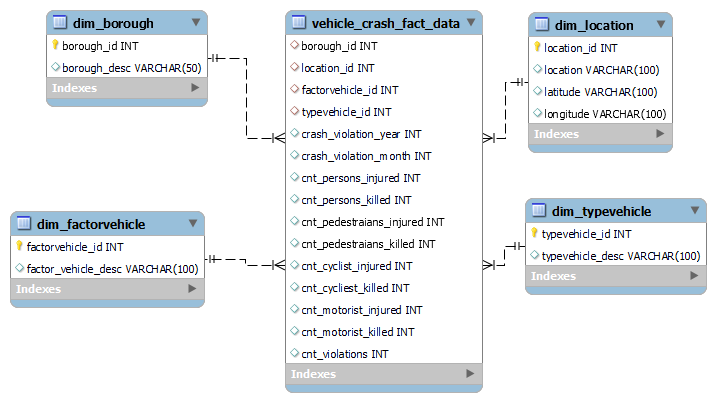 dim_borough
borough_id INT
borough_desc VARCHAR(50)
Indexes
vehicle_crash_fact_data
borough_id INT
location_id INT
factorvehicle_id INT
typevehicle_id INT
crash_violation_year INT
crash_violation_month INT
cnt_persons_injured INT
cnt_persons_killed INT
cnt_pedestraians_injured INT
cnt_pedestraians_killed INT
cnt_cyclist_injured INT
cnt_cycliest_killed INT
cnt_motorist_injured INT
cnt_motorist_killed INT
cnt_violations INT
Indexes
dim_location
location_id INT
location VARCHAR(100)
latitude VARCHAR(100)
longitude VARCHAR(100)
Indexes
dim_factorvehicle
factorvehicle_id INT
factor_vehicle_desc VARCHAR(100)
Indexes
dim_typevehicle
typevehicle_id INT
typevehicle_desc VARCHAR(100)
Indexes